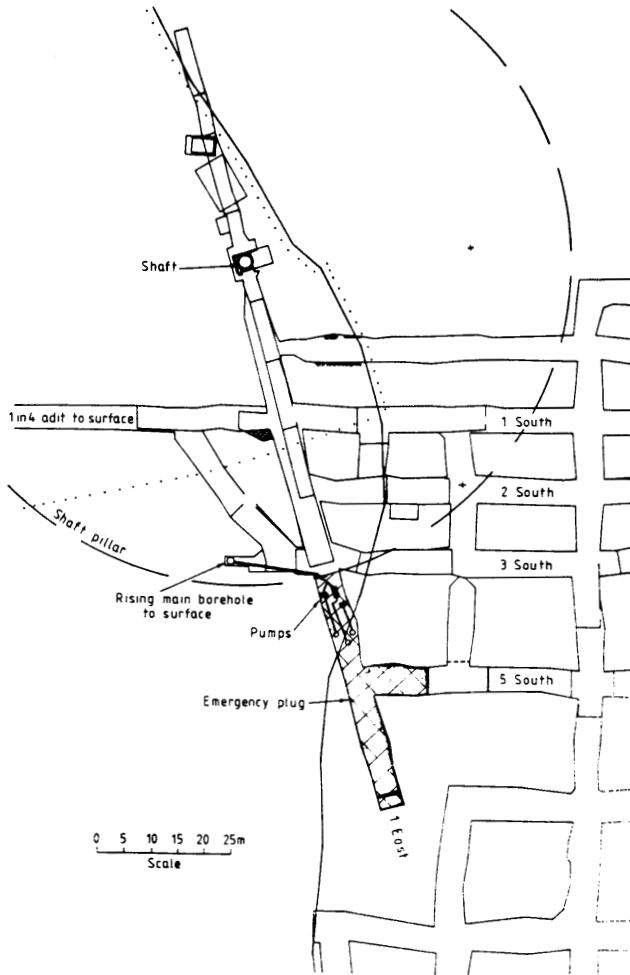 Shaft
1 in 4 adit to surface
1 South
2 South
Shaft pillar
3 South
Rising main borehole
to surface
Pumps
5 South
Emergency plug
1 East
0 5 10 15 20 25m
Scale